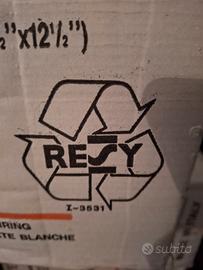 2"x12½")
RESY
I-3531
RING
TE BLANCHE
subito